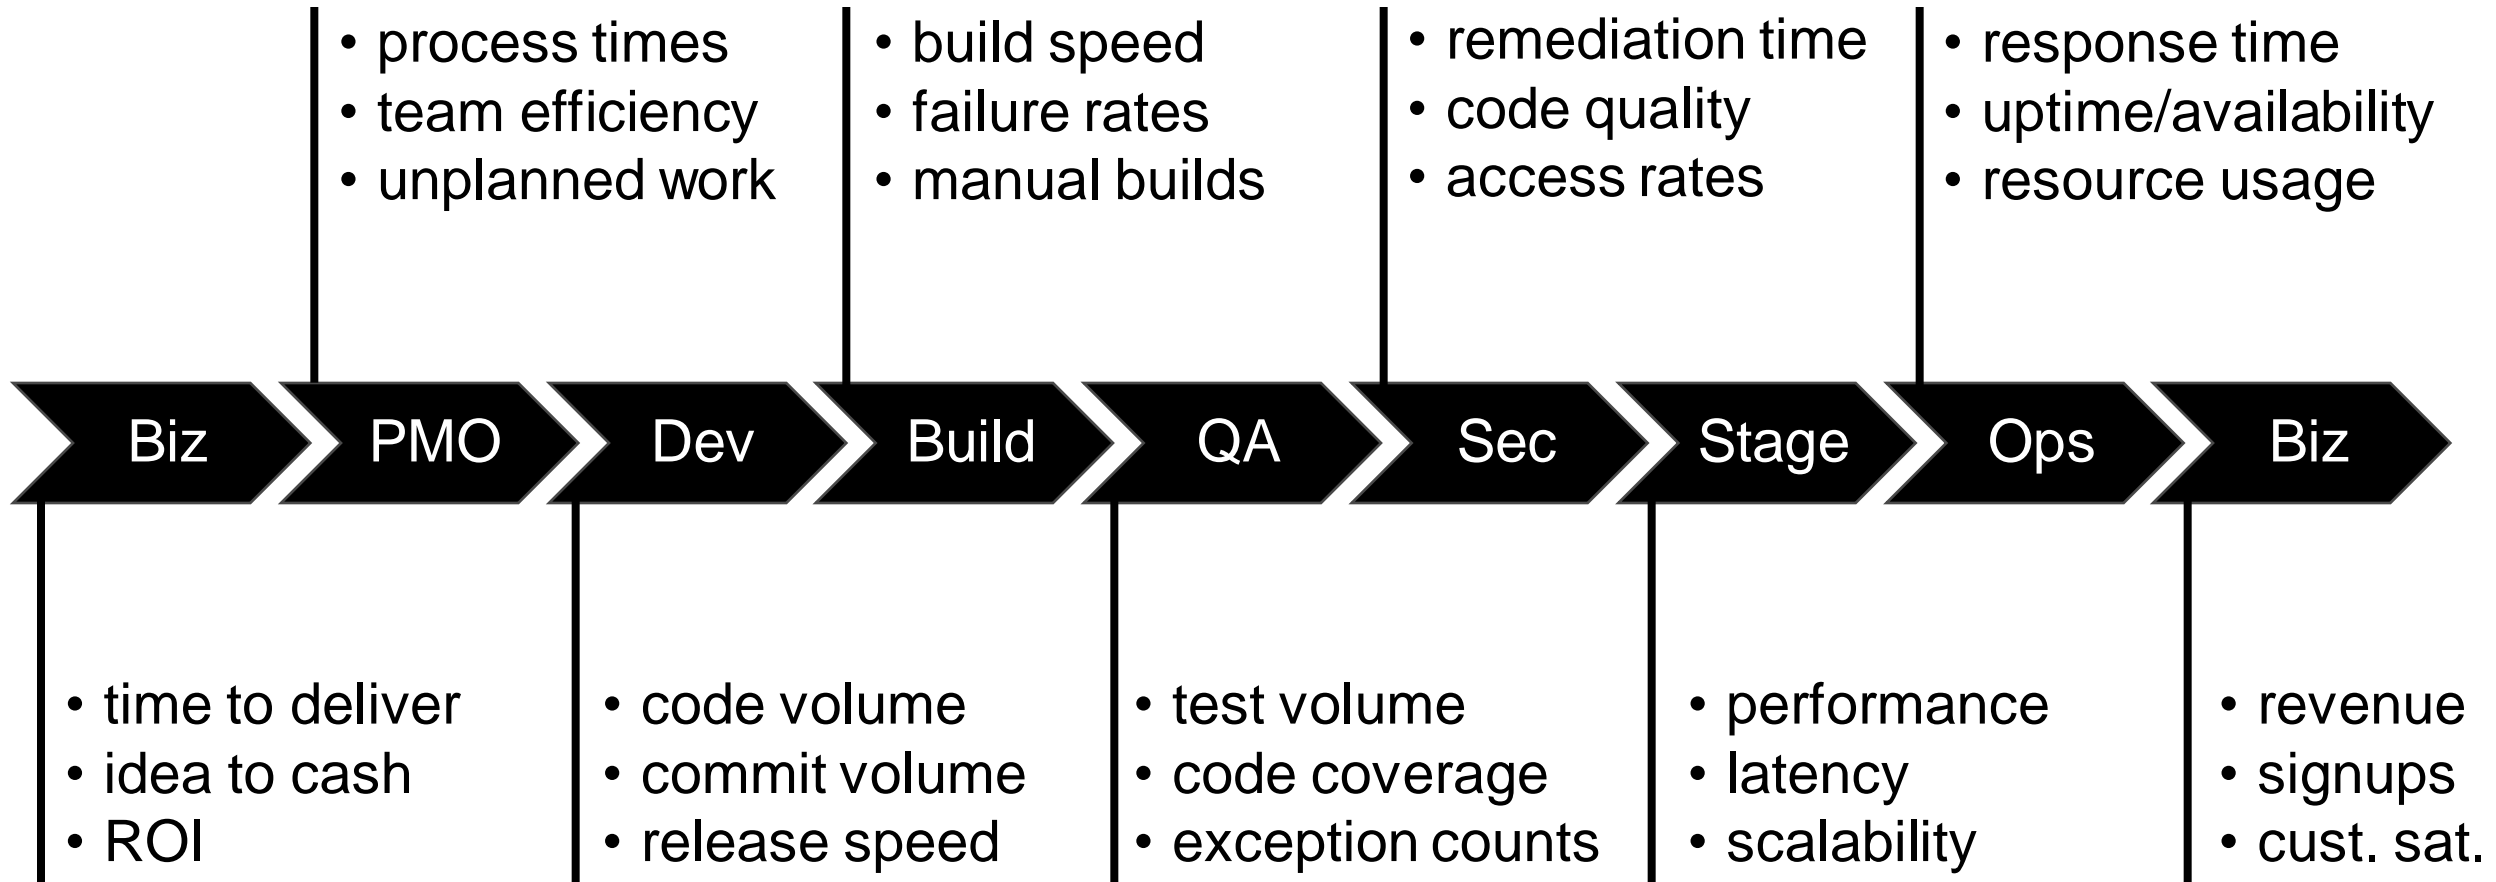 • process times
• team efficiency
• unplanned work
• build speed
• failure rates
• manual builds
• remediation time
• code quality
• access rates
• response time
• uptime/availability
• resource usage
Biz
PMO
Dev
Build
QA
Sec
Stage
Ops
Biz
• time to deliver
• idea to cash
• ROI
• code volume
• commit volume
• release speed
• test volume
• code coverage
• exception counts
• performance
• latency
• scalability
• revenue
• signups
• cust. sat.